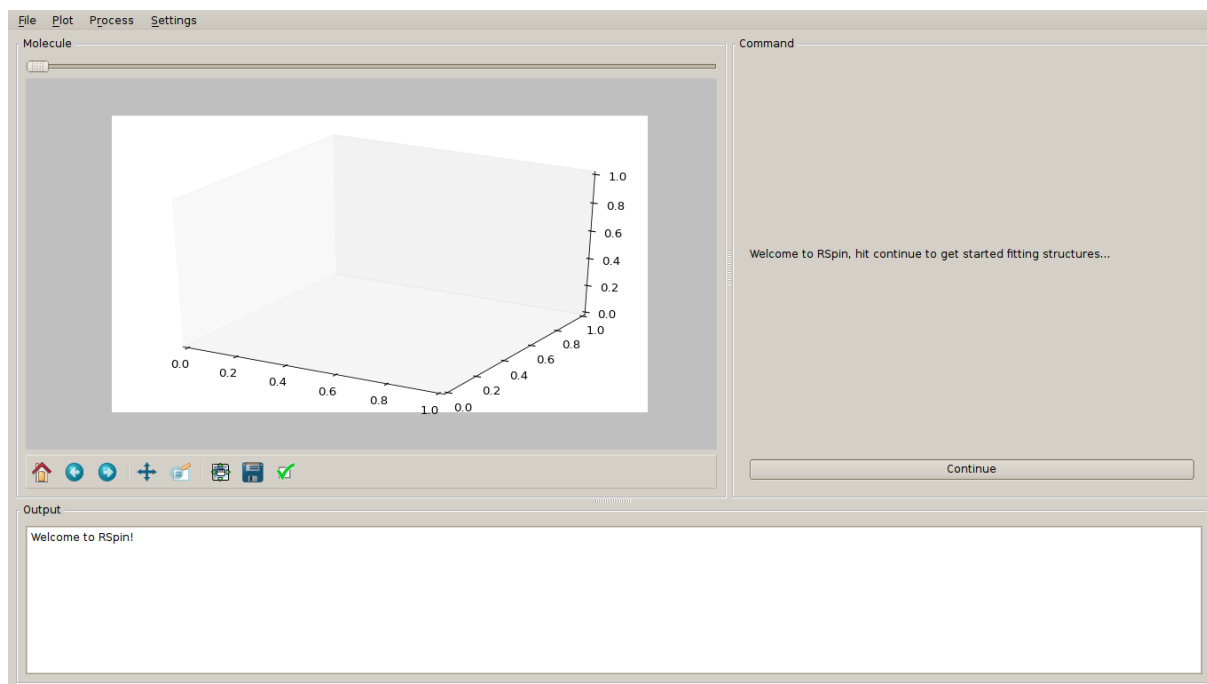 File Plot Process Settings
Molecule
1.0
0.8
0.6
0.4
0.2
0.0
1.0
0.8
0.6
0.4
0.2
0.0
0.0
0.2
0.4
0.6
0.8
1.0
Command
Welcome to RSpin, hit continue to get started fitting structures...
Continue
Output
Welcome to RSpin!